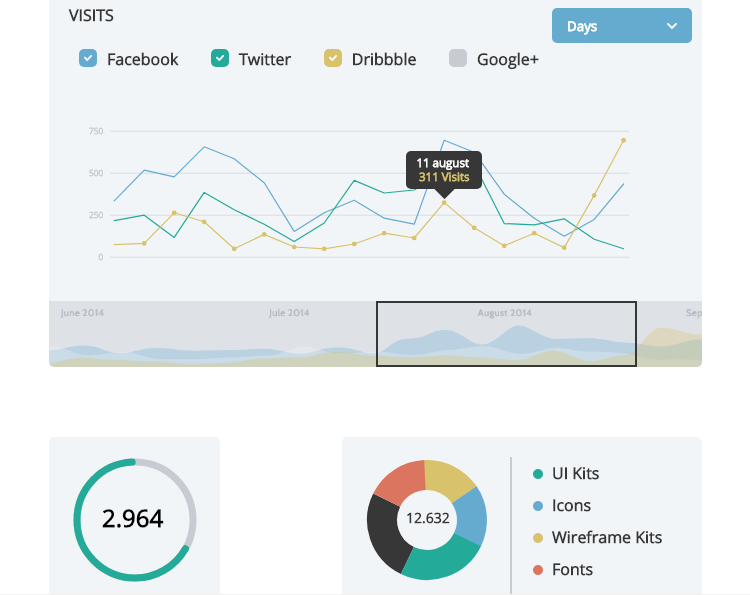 VISITS
Days
Facebook
Twitter
Dribbble
Google+
750
500
250
0
11 august
311 Visits
June 2014
Jule 2014
August 2014
Sep
2.964
12.632
UI Kits
Icons
Wireframe Kits
Fonts